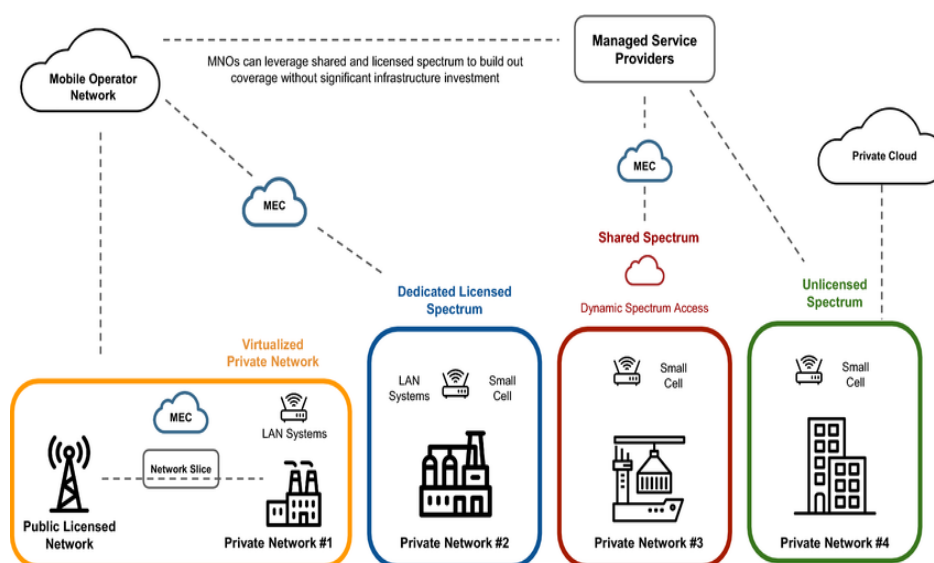 Mobile Operator
Network
MNOs can leverage shared and licensed spectrum to build out
coverage without significant infrastructure investment
Managed Service
Providers
MEC
MEC
Private Cloud
Shared Spectrum
Dynamic Spectrum Access
Dedicated Licensed
Spectrum
Unlicensed
Spectrum
Virtualized
Private Network
MEC
LAN Systems
Network Slice
Public Licensed
Network
Private Network #1
LAN
Systems
Small
Cell
Private Network #2
Small
Cell
Private Network #3
Small
Cell
Private Network #4